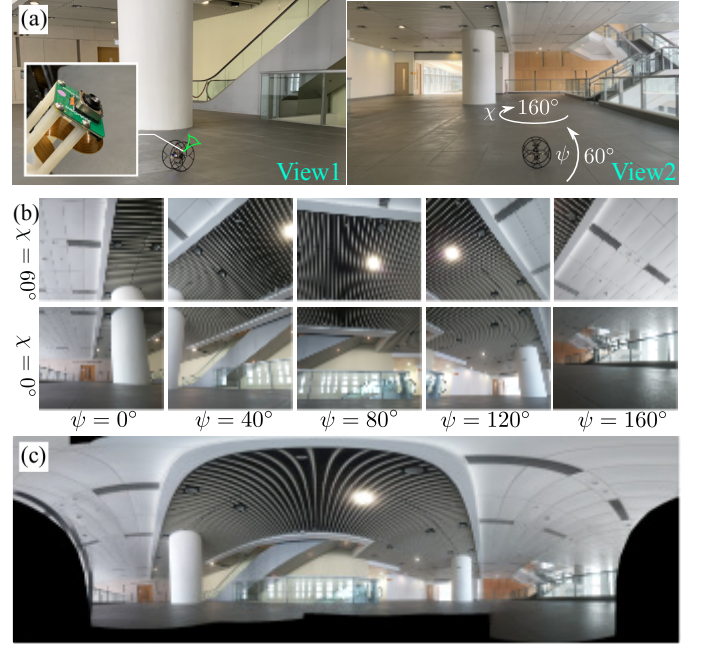 (a)
View1
χ 160°
ψ 60°
View2
(b)
χ = 60°
χ = 0°
ψ = 0° ψ = 40° ψ = 80° ψ = 120° ψ = 160°
(c)